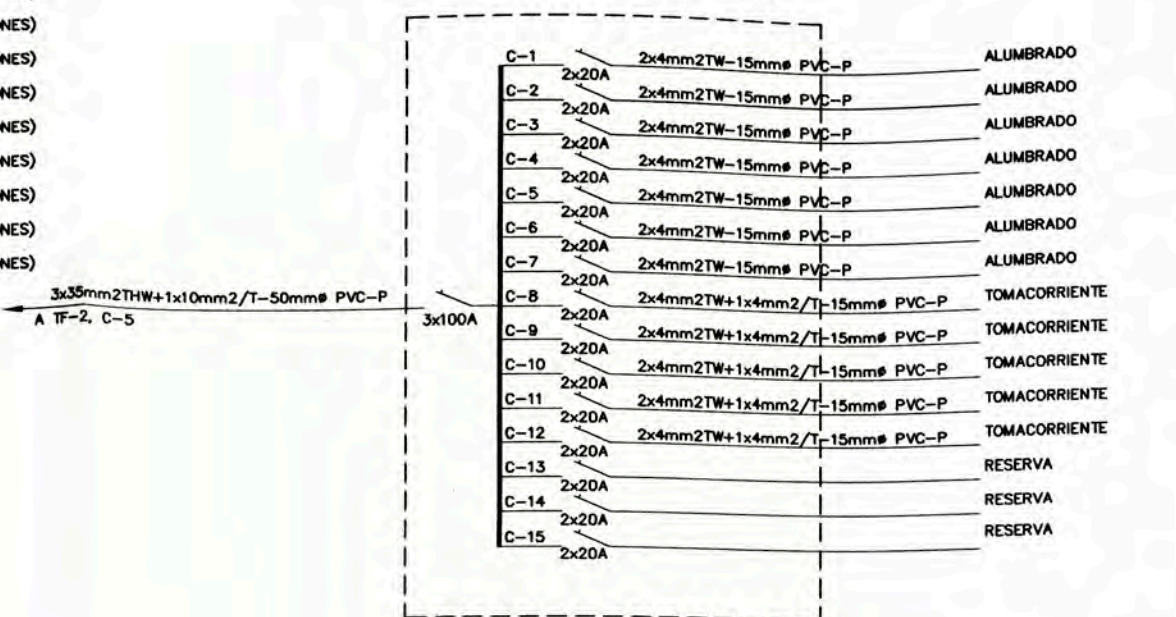 NES)
NES)
NES)
NES)
NES)
NES)
NES)
NES)
C-1 2x20A 2x4mm2TW-15mmø PVC-P ALUMBRADO
C-2 2x20A 2x4mm2TW-15mmø PVC-P ALUMBRADO
C-3 2x20A 2x4mm2TW-15mmø PVC-P ALUMBRADO
C-4 2x20A 2x4mm2TW-15mmø PVC-P ALUMBRADO
C-5 2x20A 2x4mm2TW-15mmø PVC-P ALUMBRADO
C-6 2x20A 2x4mm2TW-15mmø PVC-P ALUMBRADO
C-7 2x20A 2x4mm2TW-15mmø PVC-P ALUMBRADO
3x35mm2THW+1x10mm2/T-50mmø PVC-P
A TF-2, C-5
3x100A
C-8 2x20A 2x4mm2TW+1x4mm2/T-15mmø PVC-P TOMACORRIENTE
C-9 2x20A 2x4mm2TW+1x4mm2/T-15mmø PVC-P TOMACORRIENTE
C-10 2x20A 2x4mm2TW+1x4mm2/T-15mmø PVC-P TOMACORRIENTE
C-11 2x20A 2x4mm2TW+1x4mm2/T-15mmø PVC-P TOMACORRIENTE
C-12 2x20A 2x4mm2TW+1x4mm2/T-15mmø PVC-P TOMACORRIENTE
C-13 2x20A RESERVA
C-14 2x20A RESERVA
C-15 2x20A RESERVA